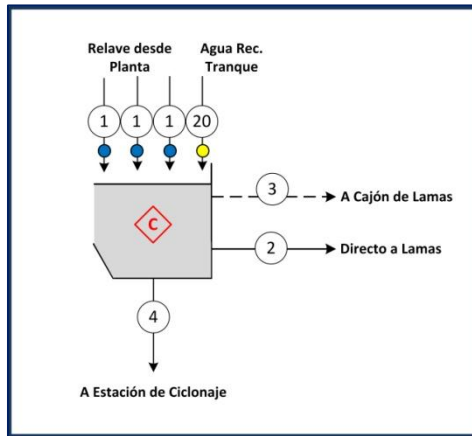 Relave desde
Planta
Agua Rec.
Tranque
1 1 1 20
C
3 A Cajón de Lamas
2 Directo a Lamas
4
A Estación de Ciclonaje